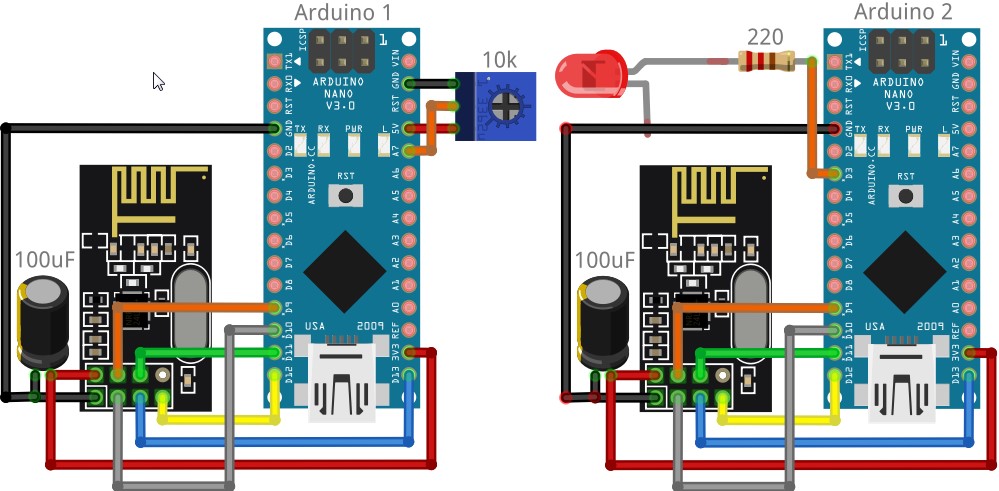 Arduino 1
Arduino 2
220
10k
100uF
100uF
ICSP
1
TX1
RX0
RST
GND
D2
D3
D4
D5
D6
D7
D8
D9
D10
D11
D12
VIN
GND
RST
5V
A7
A6
A5
A4
A3
A2
A1
A0
REF
3V3
D13
ARDUINO
NANO
V3.0
TX RX PWR L
ARDUINO.CC
RST
USA 2009
ICSP
1
TX1
RX0
RST
GND
D2
D3
D4
D5
D6
D7
D8
D9
D10
D11
D12
VIN
GND
RST
5V
A7
A6
A5
A4
A3
A2
A1
A0
REF
3V3
D13
ARDUINO
NANO
V3.0
TX RX PWR L
ARDUINO.CC
RST
USA 2009